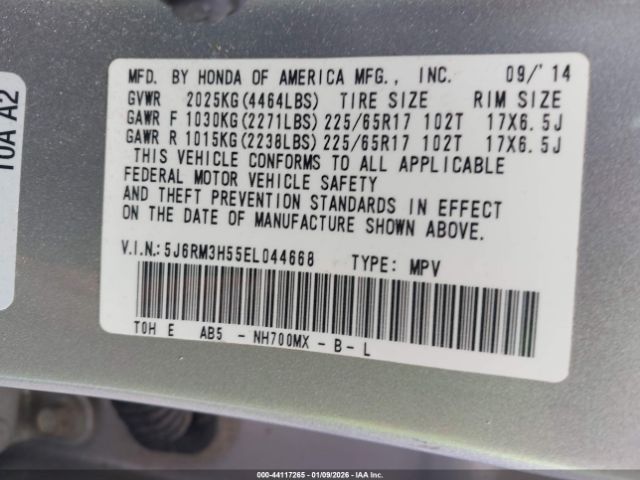 MFD. BY HONDA OF AMERICA MFG., INC. 09/'14
GVWR 2025KG(4464LBS) TIRE SIZE RIM SIZE
GAWR F 1030KG(2271LBS) 225/65R17 102T 17X6.5J
GAWR R 1015KG(2238LBS) 225/65R17 102T 17X6.5J
THIS VEHICLE CONFORMS TO ALL APPLICABLE
FEDERAL MOTOR VEHICLE SAFETY
AND THEFT PREVENTION STANDARDS IN EFFECT
ON THE DATE OF MANUFACTURE SHOWN ABOVE.
V.I.N.: 5J6RM3H55EL044668 TYPE: MPV
T0H E AB5 - NH700MX - B - L
T0A A2
000-44117265-01/09/2026 - IAA Inc.